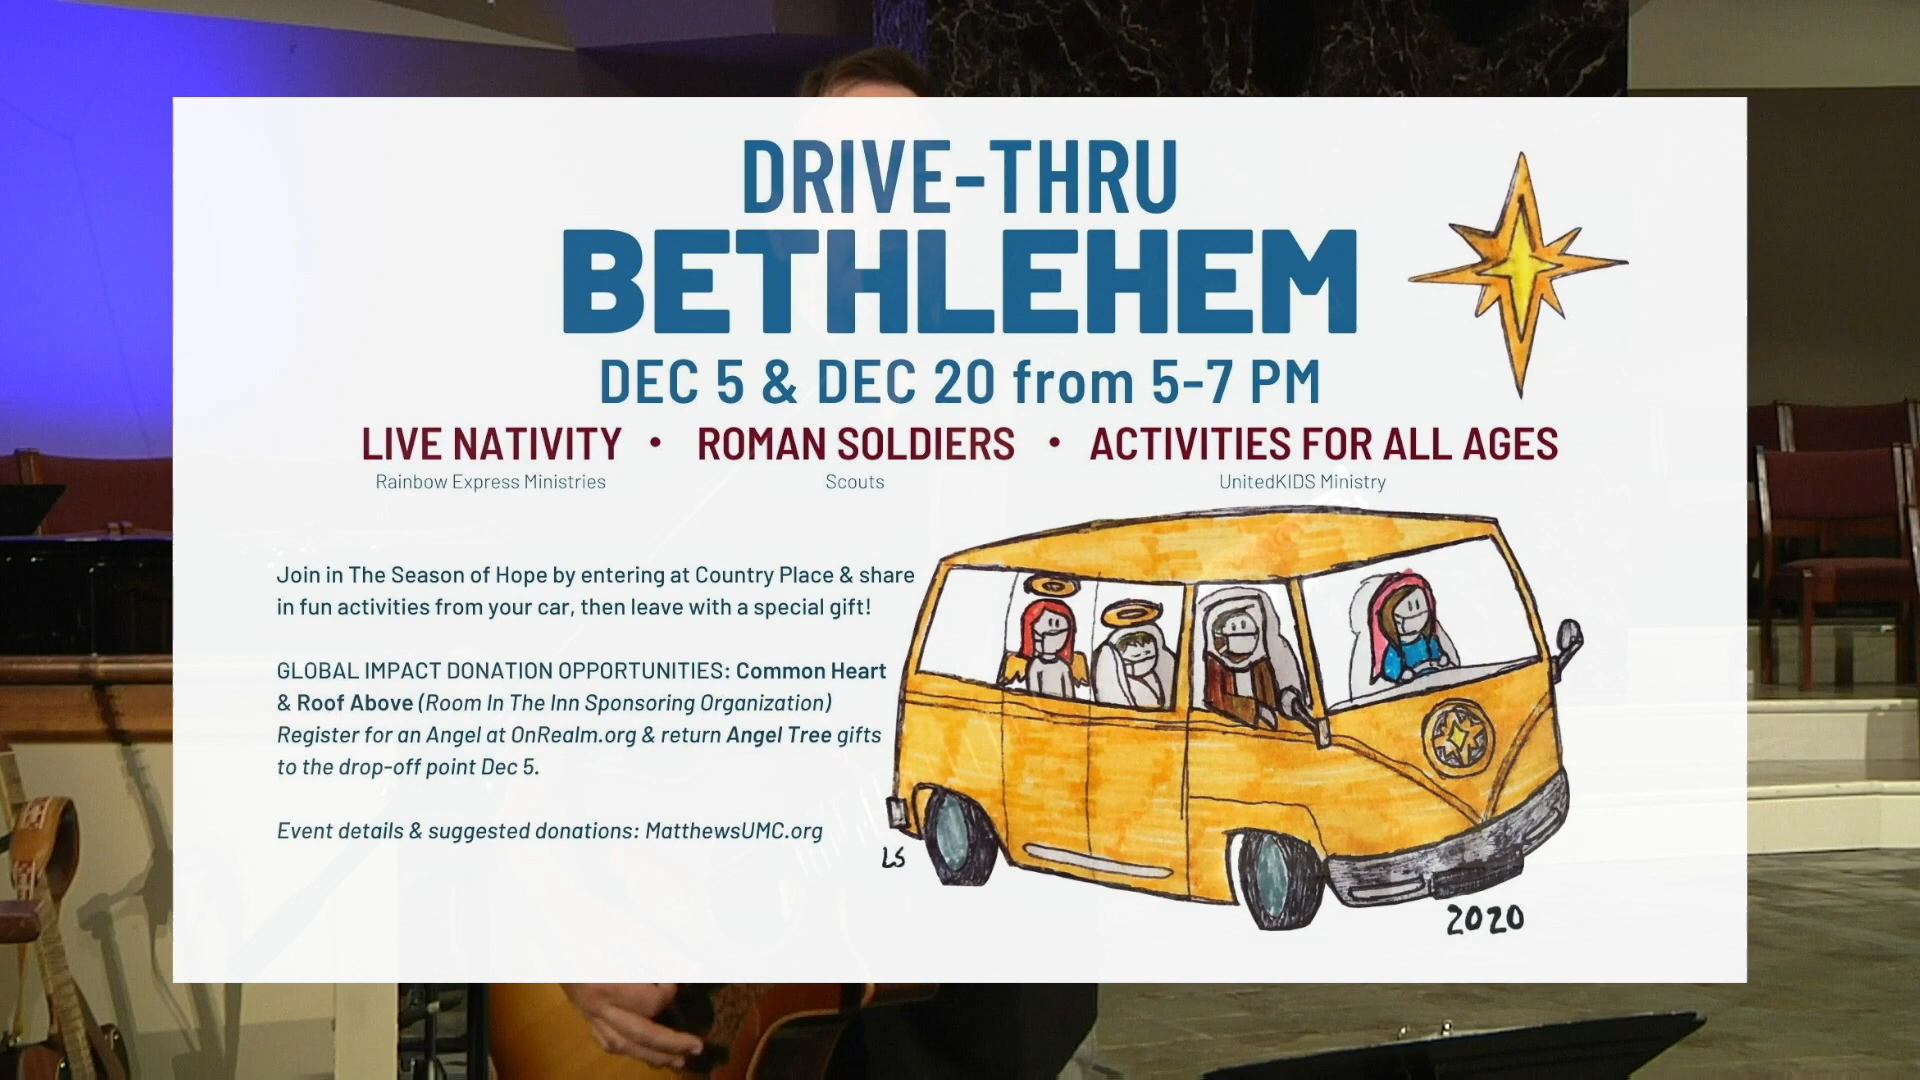 DRIVE-THRU
BETHLEHEM
DEC 5 & DEC 20 from 5-7 PM
LIVE NATIVITY • ROMAN SOLDIERS • ACTIVITIES FOR ALL AGES
Rainbow Express Ministries Scouts UnitedKIDS Ministry
Join in The Season of Hope by entering at Country Place & share
in fun activities from your car, then leave with a special gift!
GLOBAL IMPACT DONATION OPPORTUNITIES: Common Heart
& Roof Above (Room In The Inn Sponsoring Organization)
Register for an Angel at OnRealm.org & return Angel Tree gifts
to the drop-off point Dec 5.
Event details & suggested donations: MatthewsUMC.org
LS
2020